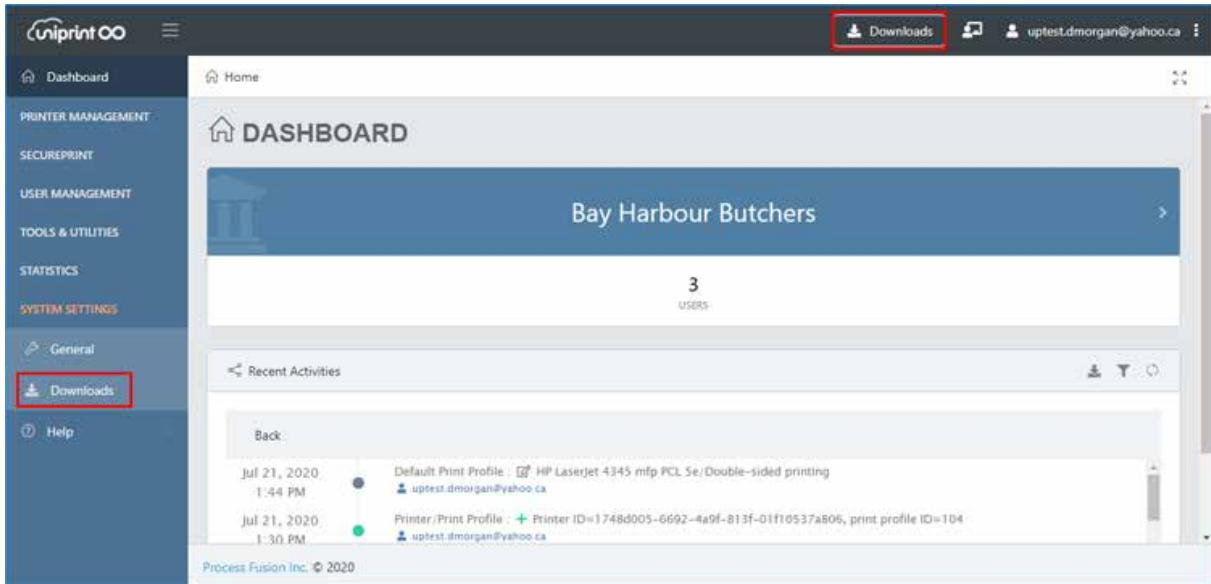 uniprint
Downloads
uptest.dmorgan@yahoo.ca
Dashboard
Home
PRINTER MANAGEMENT
DASHBOARD
SECUREPRINT
USER MANAGEMENT
Bay Harbour Butchers
TOOLS & UTILITIES
STATISTICS
3
USERS
SYSTEM SETTINGS
General
Recent Activities
Downloads
Help
Back
Jul 21, 2020
1:44 PM
Default Print Profile : HP LaserJet 4345 mfp PCL 5e/Double-sided printing
uptest.dmorgan@yahoo.ca
Jul 21, 2020
1:30 PM
Printer/Print Profile : + Printer ID=1748d005-6692-4a9f-813f-01f10537a806, print profile ID=104
uptest.dmorgan@yahoo.ca
Process Fusion Inc. © 2020